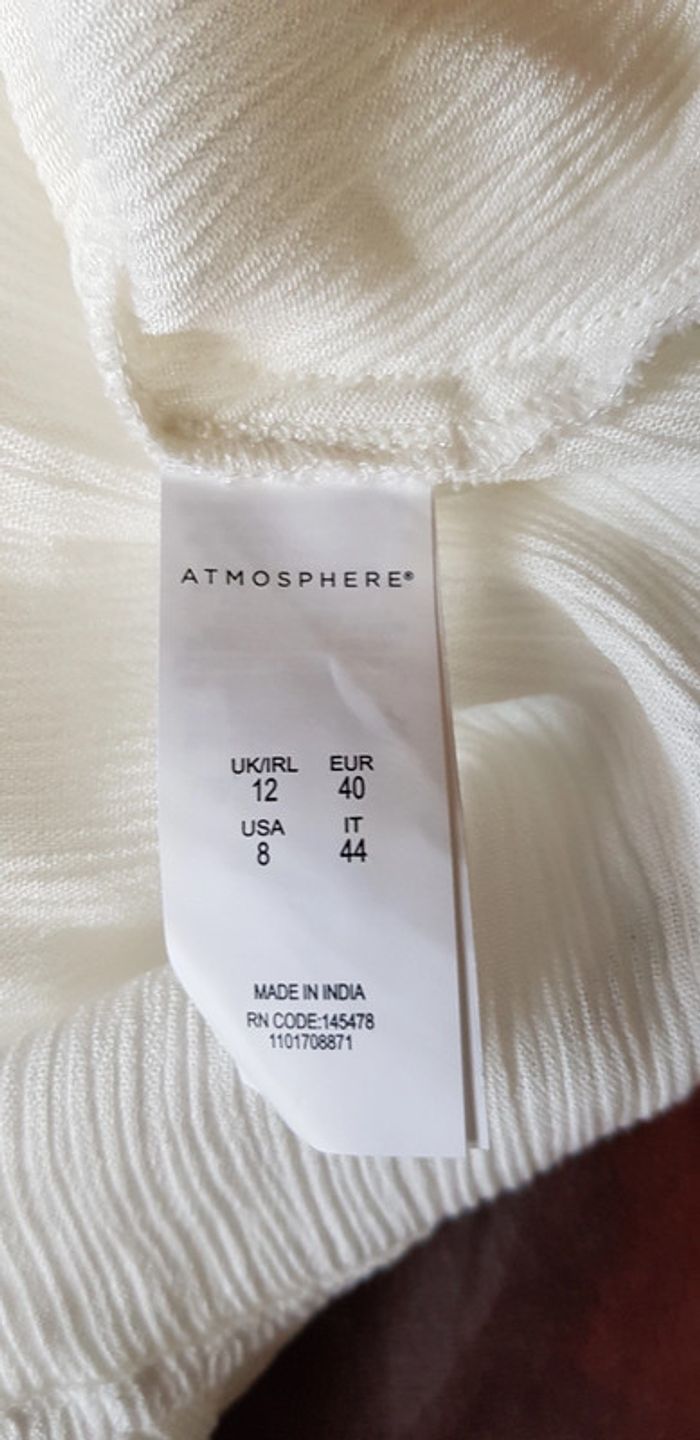 ATMOSPHERE®
UK/IRL EUR
12 40
USA IT
8 44
MADE IN INDIA
RN CODE:145478
1101708871